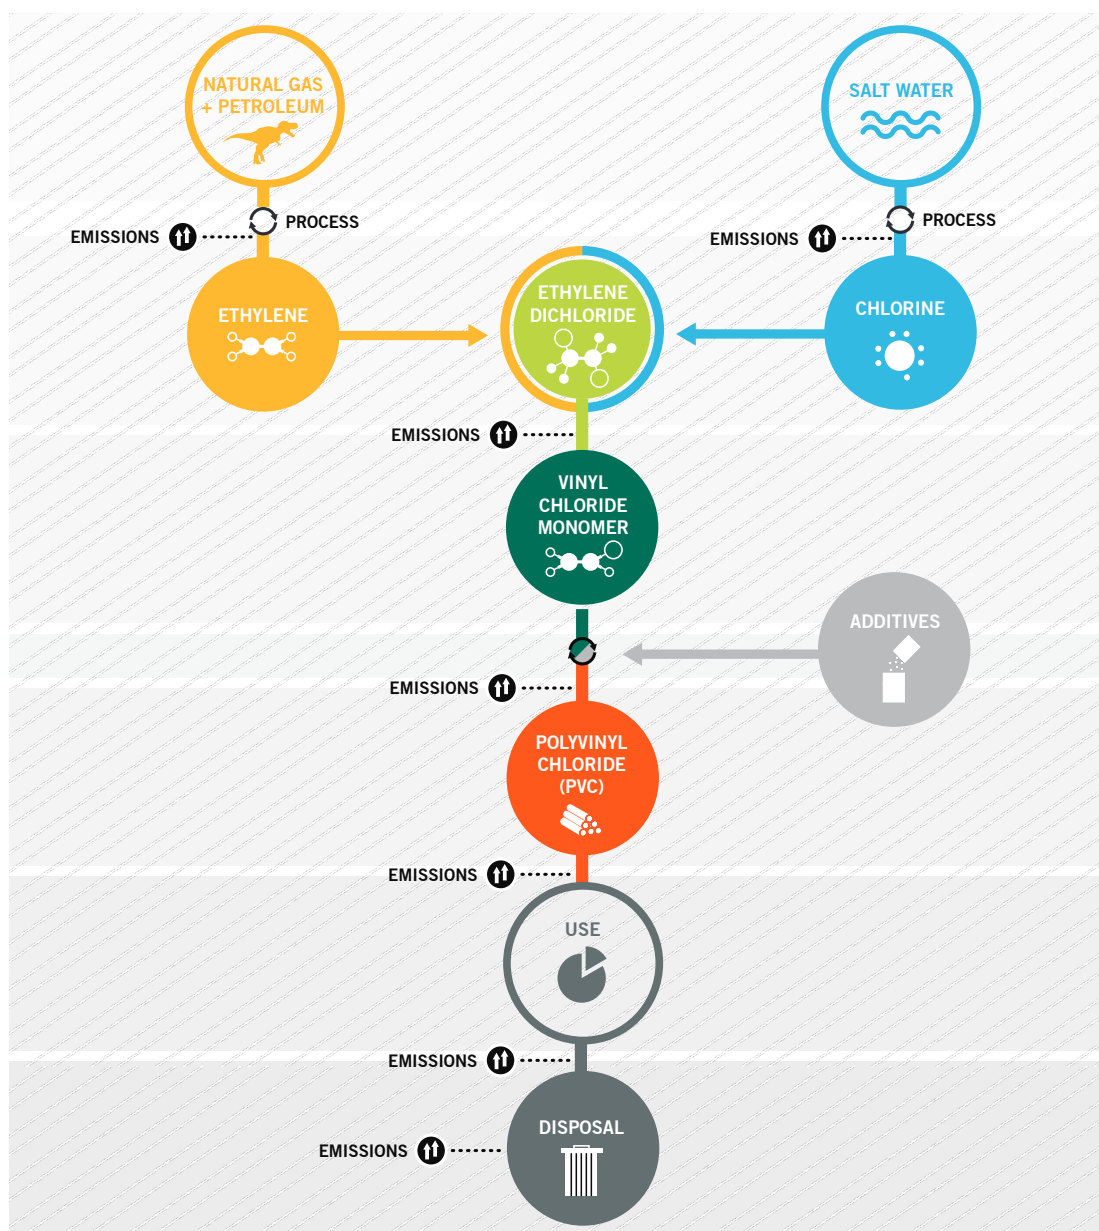 NATURAL GAS
+ PETROLEUM
SALT WATER
PROCESS
EMISSIONS
PROCESS
EMISSIONS
ETHYLENE
ETHYLENE
DICHLORIDE
CHLORINE
EMISSIONS
VINYL
CHLORIDE
MONOMER
ADDITIVES
EMISSIONS
POLYVINYL
CHLORIDE
(PVC)
EMISSIONS
USE
EMISSIONS
DISPOSAL
EMISSIONS